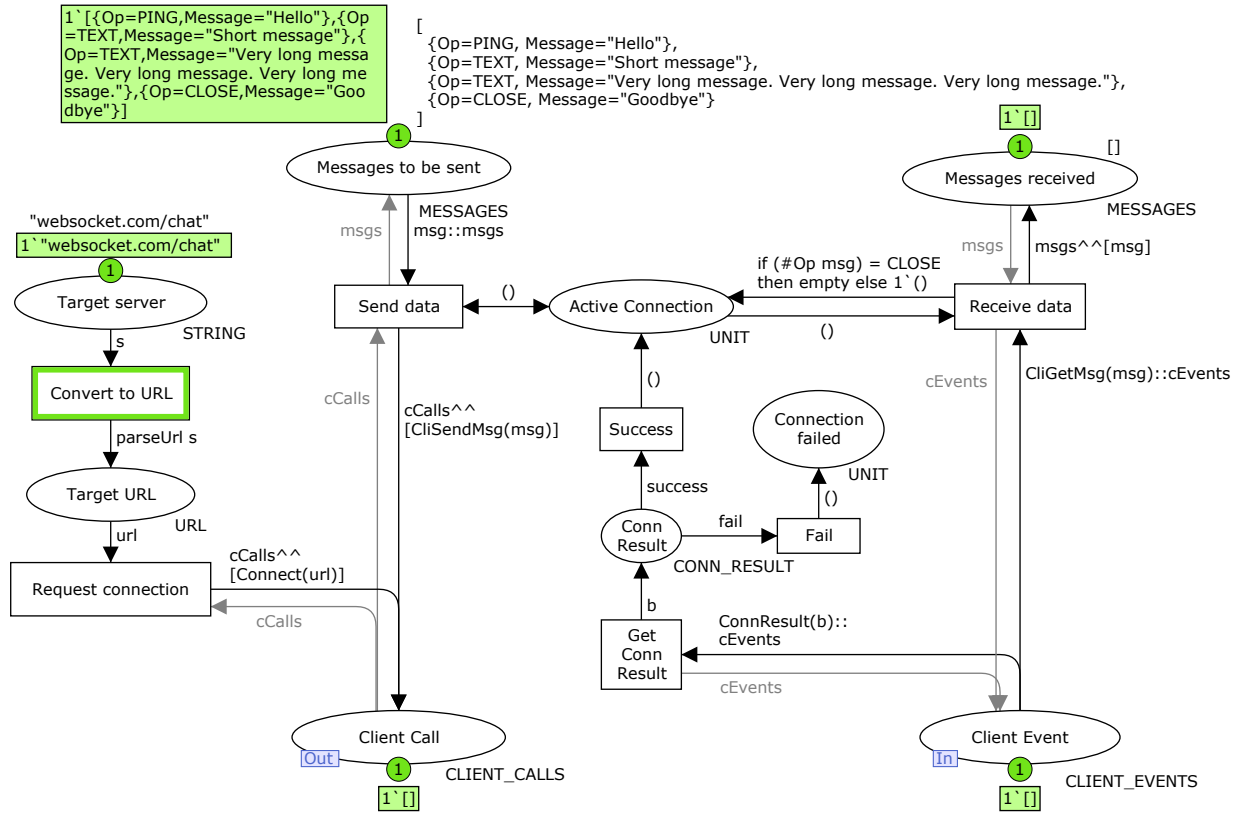 1`[{Op=PING,Message="Hello"},{Op
=TEXT,Message="Short message"},{
Op=TEXT,Message="Very long messa
ge. Very long message. Very long me
ssage."},{Op=CLOSE,Message="Goo
dbye"}]
[
{Op=PING, Message="Hello"},
{Op=TEXT, Message="Short message"},
{Op=TEXT, Message="Very long message. Very long message. Very long message."},
{Op=CLOSE, Message="Goodbye"}
]
1
Messages to be sent
MESSAGES
msgs
msg::msgs
1`[]
1
[]
Messages received
MESSAGES
msgs
msgs^^[msg]
"websocket.com/chat"
1`"websocket.com/chat"
1
Target server
STRING
s
Convert to URL
parseUrl s
Target URL
URL
url
Request connection
cCalls^^
[Connect(url)]
cCalls
Send data
()
Active Connection
UNIT
if (#Op msg) = CLOSE
then empty else 1`()
()
Receive data
cCalls
cCalls^^
[CliSendMsg(msg)]
()
Success
success
Conn
Result
CONN_RESULT
fail
Fail
()
Connection
failed
UNIT
b
Get
Conn
Result
ConnResult(b)::
cEvents
cEvents
cEvents
CliGetMsg(msg)::cEvents
Client Call
Out
CLIENT_CALLS
1
1`[]
Client Event
In
CLIENT_EVENTS
1
1`[]